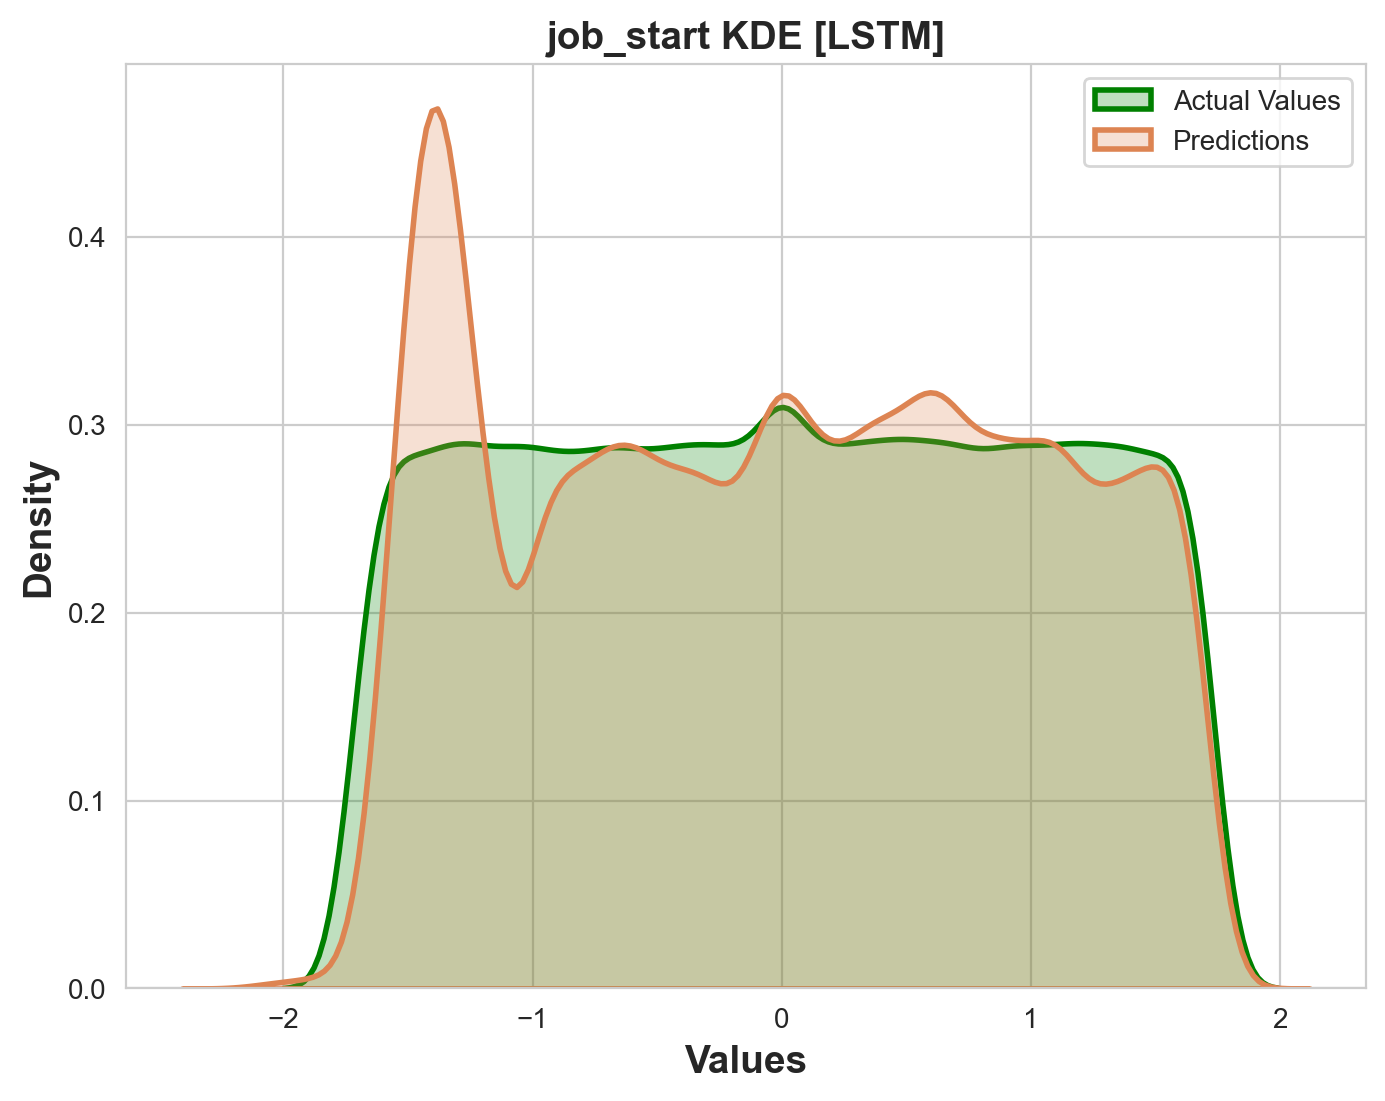 job_start KDE [LSTM]
Actual Values
Predictions
Density
0.4
0.3
0.2
0.1
0.0
−2
−1
0
1
2
Values